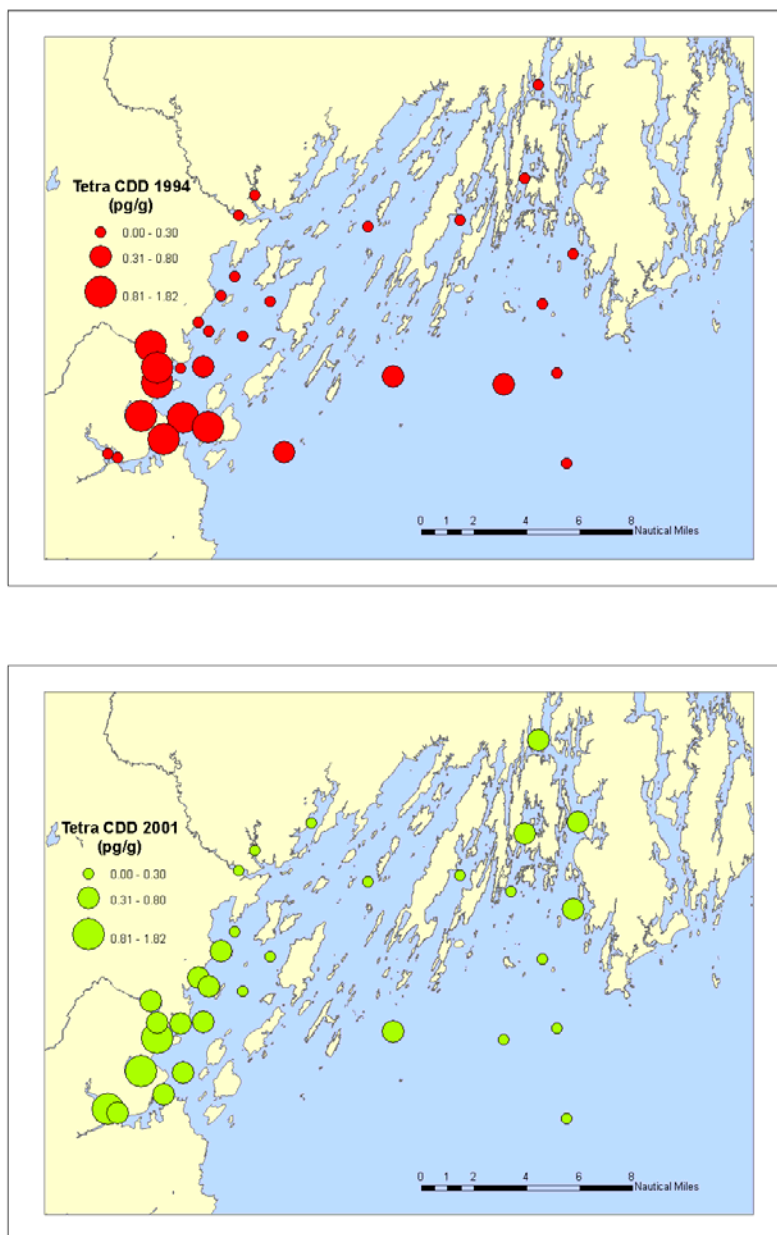 Tetra CDD 1994
(pg/g)
0.00 - 0.30
0.31 - 0.80
0.81 - 1.82
0 2 4 6 8
Nautical Miles
Tetra CDD 2001
(pg/g)
0.00 - 0.30
0.31 - 0.80
0.81 - 1.82
0 2 4 6 8
Nautical Miles